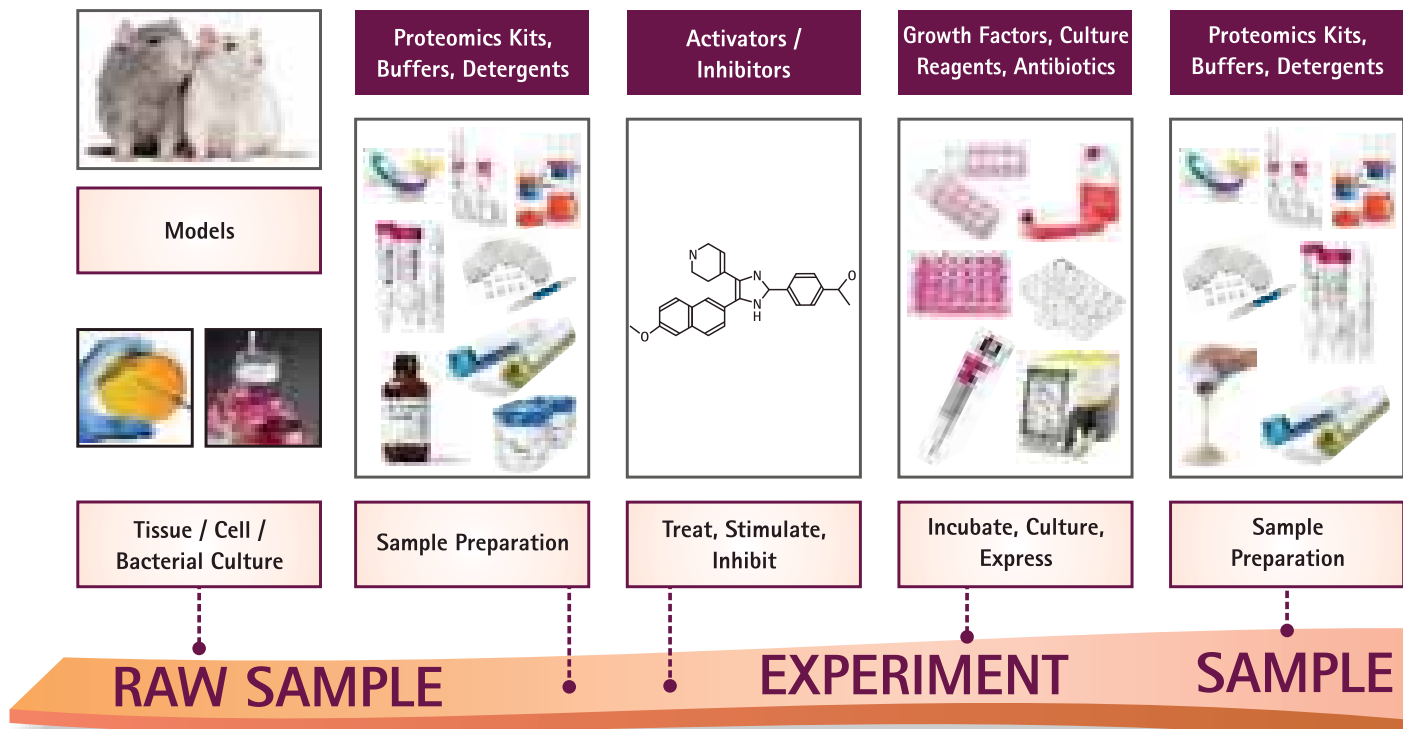 Proteomics Kits,
Buffers, Detergents
Activators /
Inhibitors
Growth Factors, Culture
Reagents, Antibiotics
Proteomics Kits,
Buffers, Detergents
Models
N
N
N
H
O
O
Tissue / Cell /
Bacterial Culture
Sample Preparation
Treat, Stimulate,
Inhibit
Incubate, Culture,
Express
Sample
Preparation
RAW SAMPLE
EXPERIMENT
SAMPLE